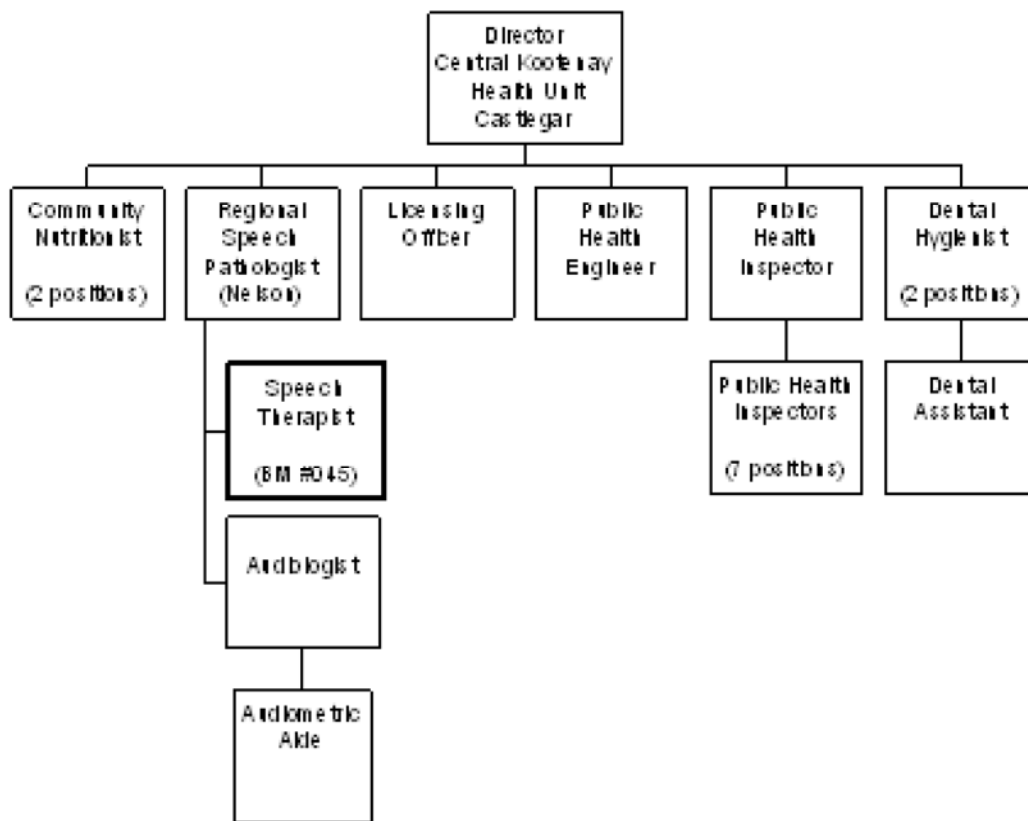 Director
Central Kootenay
Health Unit
Castlegar
Community
Nutritionist
(2 positions)
Regional
Speech
Pathologist
(Nelson)
Licensing
Officer
Public
Health
Engineer
Public
Health
Inspector
Dental
Hygienist
(2 positions)
Speech
Therapist
(BM #045)
Public Health
Inspectors
(7 positions)
Dental
Assistant
Audiologist
Audiometric
Aide